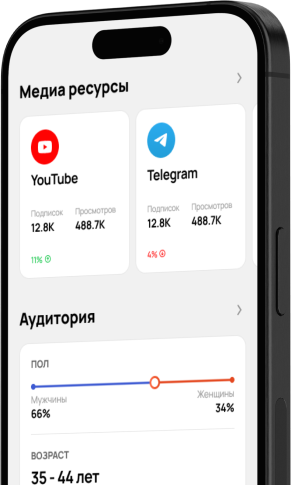 Медиа ресурсы
YouTube
Подписок Просмотров
12.8K 488.7K
11%
Telegram
Подписок Просмотров
12.8K 488.7K
4%
Аудитория
ПОЛ
Мужчины Женщины
66% 34%
ВОЗРАСТ
35 - 44 лет